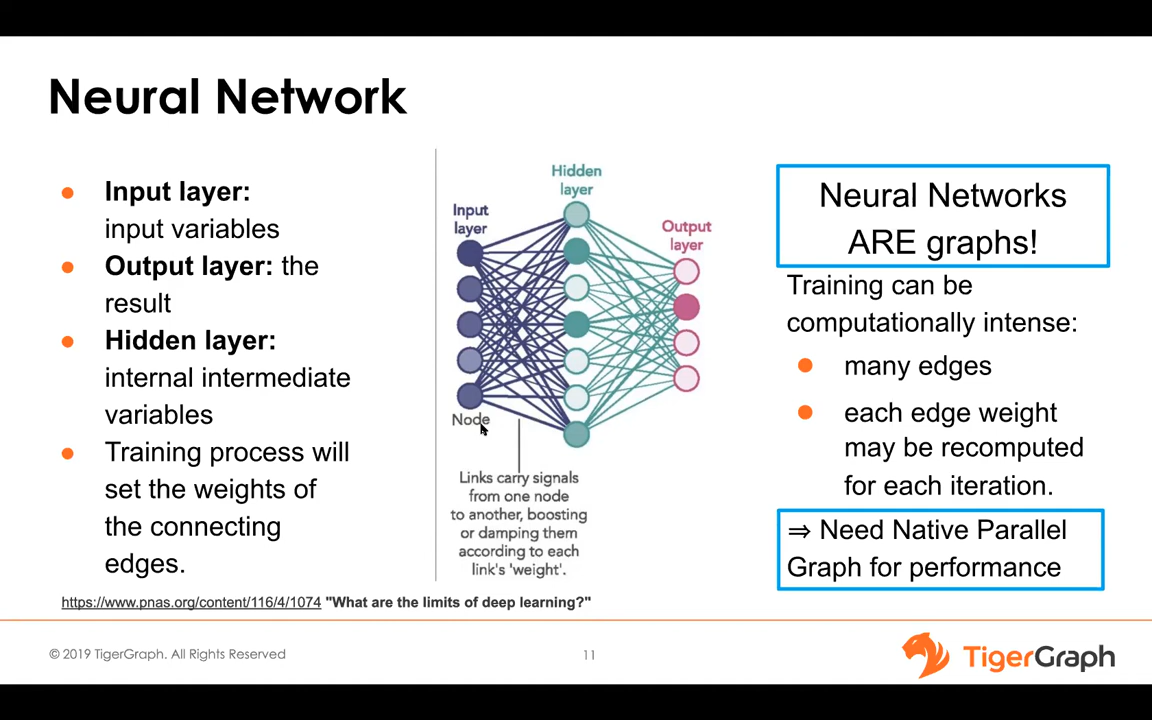 Neural Network
● Input layer:
input variables
● Output layer: the
result
● Hidden layer:
internal intermediate
variables
● Training process will
set the weights of
the connecting
edges.
Hidden
layer
Input
layer
Output
layer
Node
Links carry signals
from one node
to another, boosting
or damping them
according to each
link's 'weight'.
Neural Networks
ARE graphs!
Training can be
computationally intense:
● many edges
● each edge weight
may be recomputed
for each iteration.
⇒ Need Native Parallel
Graph for performance
https://www.pnas.org/content/116/4/1074 "What are the limits of deep learning?"
© 2019 TigerGraph. All Rights Reserved
11
TigerGraph